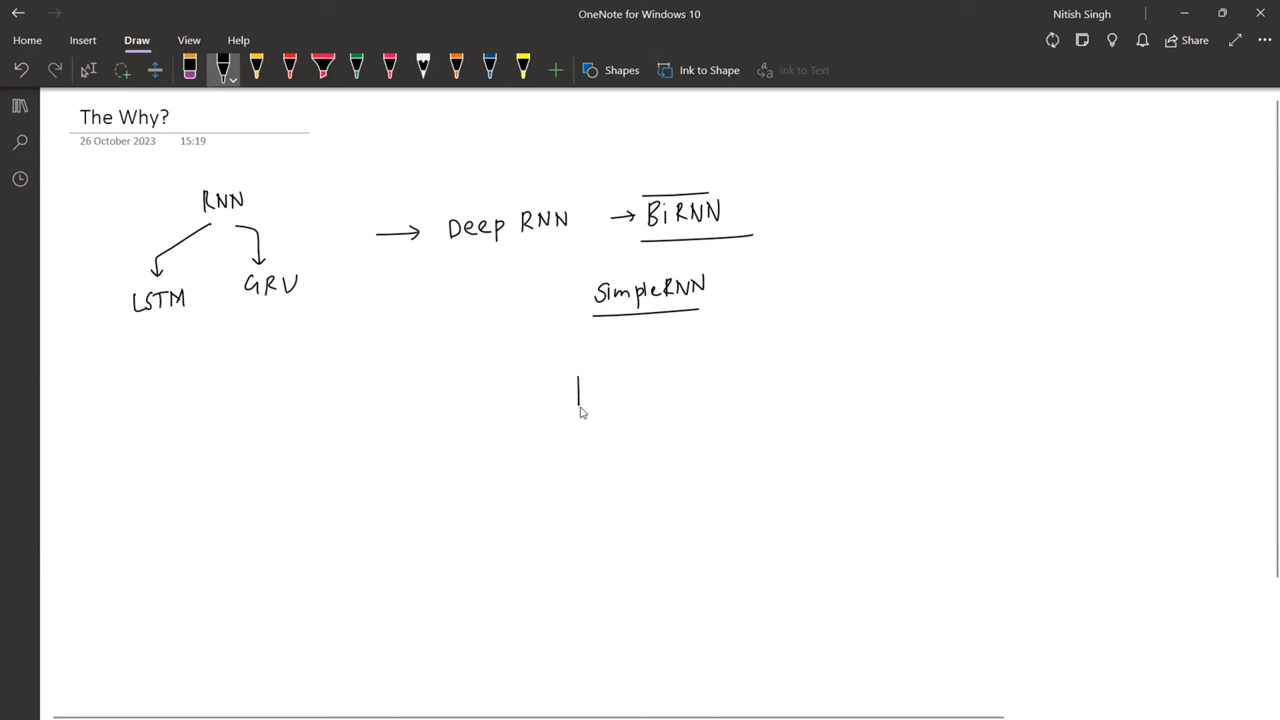 OneNote for Windows 10
Nitish Singh
Home Insert Draw View Help
Share
Shapes Ink to Shape Ink to Text
The Why?
26 October 2023 15:19
RNN
LSTM GRU
→ Deep RNN → BiRNN
SimpleRNN